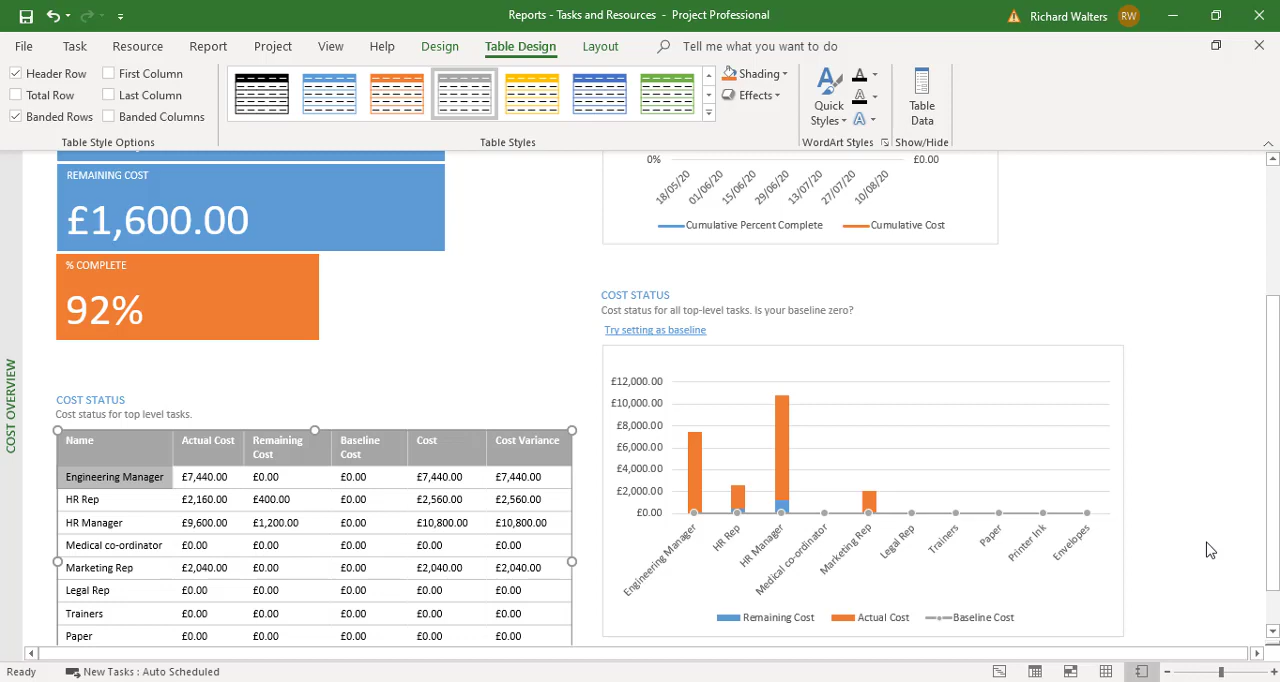 Reports - Tasks and Resources - Project Professional
Richard Walters
RW
File Task Resource Report Project View Help Design Table Design Layout Tell me what you want to do
Header Row First Column
Total Row Last Column
Banded Rows Banded Columns
Table Style Options
Table Styles
Shading
Effects
Quick
Styles
WordArt Styles
Table
Data
Show/Hide
COST OVERVIEW
REMAINING COST
£1,600.00
% COMPLETE
92%
0%
£0.00
18/05/20 01/06/20 15/06/20 29/06/20 13/07/20 27/07/20 10/08/20
Cumulative Percent Complete Cumulative Cost
COST STATUS
Cost status for top level tasks.
Name Actual Cost Remaining Cost Baseline Cost Cost Cost Variance
Engineering Manager £7,440.00 £0.00 £0.00 £7,440.00 £7,440.00
HR Rep £2,160.00 £400.00 £0.00 £2,560.00 £2,560.00
HR Manager £9,600.00 £1,200.00 £0.00 £10,800.00 £10,800.00
Medical co-ordinator £0.00 £0.00 £0.00 £0.00 £0.00
Marketing Rep £2,040.00 £0.00 £0.00 £2,040.00 £2,040.00
Legal Rep £0.00 £0.00 £0.00 £0.00 £0.00
Trainers £0.00 £0.00 £0.00 £0.00 £0.00
Paper £0.00 £0.00 £0.00 £0.00 £0.00
COST STATUS
Cost status for all top-level tasks. Is your baseline zero?
Try setting as baseline
£12,000.00
£10,000.00
£8,000.00
£6,000.00
£4,000.00
£2,000.00
£0.00
Engineering Manager HR Rep HR Manager Medical co-ordinator Marketing Rep Legal Rep Trainers Paper Printer Ink Envelopes
Remaining Cost Actual Cost Baseline Cost
Ready New Tasks : Auto Scheduled